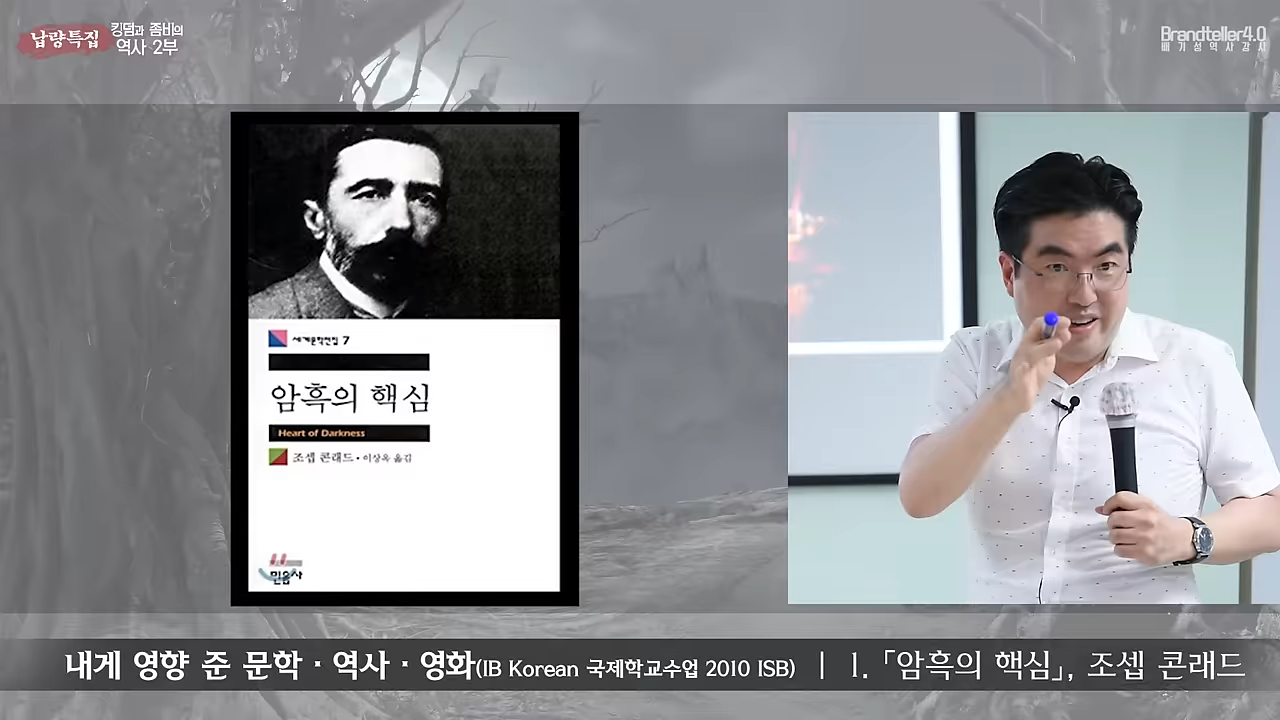 납량특집
킹덤과 좀비의
역사 2부
Brandteller4.0
배기성역사강사
세계문학전집 7
암흑의 핵심
Heart of Darkness
조셉 콘래드 · 이상옥 옮김
민음사
내게 영향 준 문학 · 역사 · 영화(IB Korean 국제학교수업 2010 ISB) | 1. 「암흑의 핵심」, 조셉 콘래드